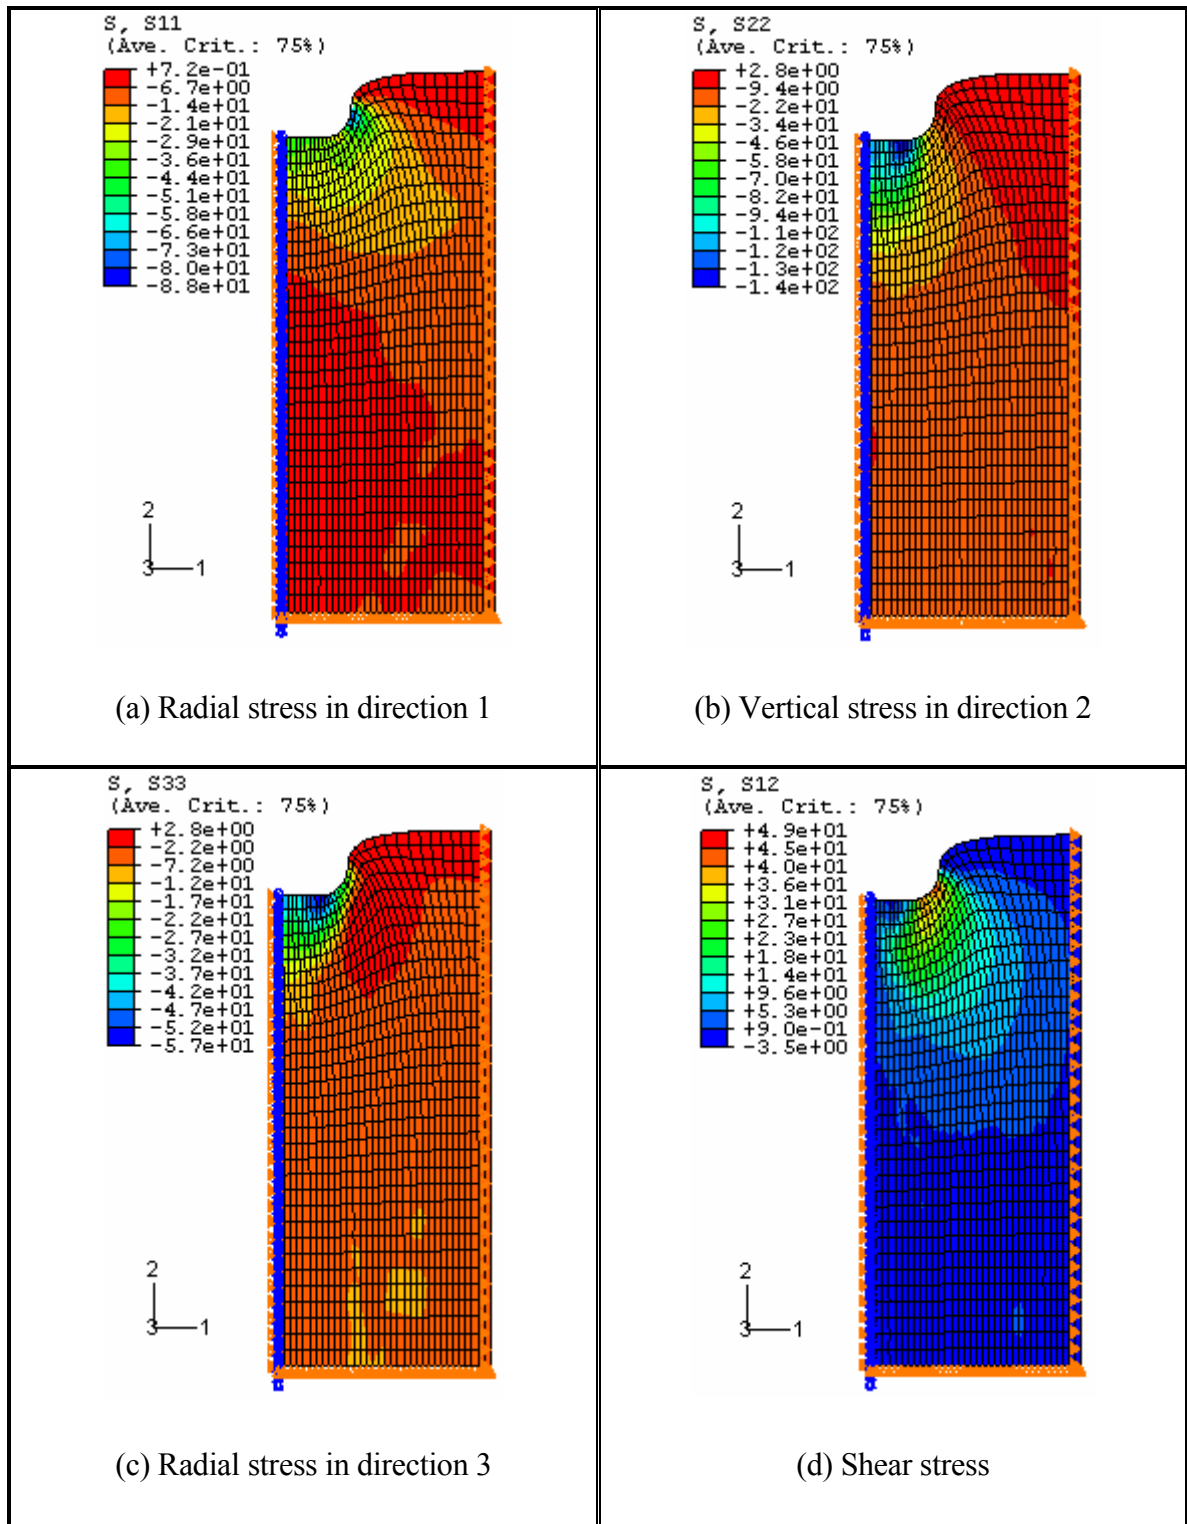 S, S11
(Ave. Crit.: 75%)
+7.2e-01
-6.7e+00
-1.4e+01
-2.1e+01
-2.9e+01
-3.6e+01
-4.4e+01
-5.1e+01
-5.8e+01
-6.6e+01
-7.3e+01
-8.0e+01
-8.8e+01
2
3
1
(a) Radial stress in direction 1
S, S22
(Ave. Crit.: 75%)
+2.8e+00
-9.4e+00
-2.2e+01
-3.4e+01
-4.6e+01
-5.8e+01
-7.0e+01
-8.2e+01
-9.4e+01
-1.1e+02
-1.2e+02
-1.3e+02
-1.4e+02
2
3
1
(b) Vertical stress in direction 2
S, S33
(Ave. Crit.: 75%)
+2.8e+00
-2.2e+00
-7.2e+00
-1.2e+01
-1.7e+01
-2.2e+01
-2.7e+01
-3.2e+01
-3.7e+01
-4.2e+01
-4.7e+01
-5.2e+01
-5.7e+01
2
3
1
(c) Radial stress in direction 3
S, S12
(Ave. Crit.: 75%)
+4.9e+01
+4.5e+01
+4.0e+01
+3.6e+01
+3.1e+01
+2.7e+01
+2.3e+01
+1.8e+01
+1.4e+01
+9.6e+00
+5.3e+00
+9.0e-01
-3.5e+00
2
3
1
(d) Shear stress